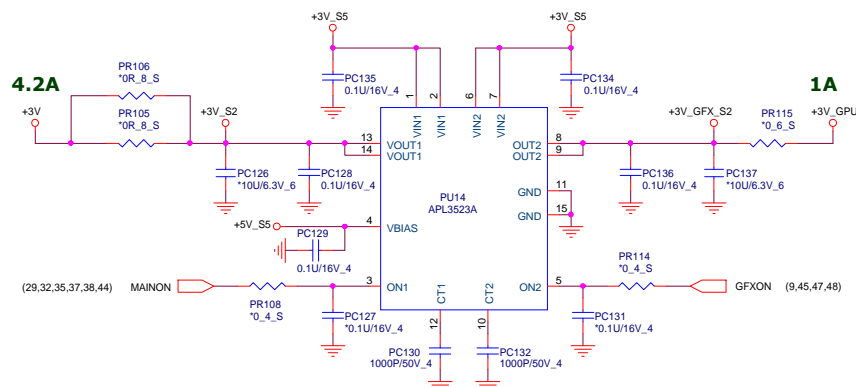 +3V_S5
+3V_S5
4.2A
PR106
*0R_8_S
PC135
0.1U/16V_4
PC134
0.1U/16V_4
1A
+3V
PR105
*0R_8_S
+3V_S2
1
2
6
7
VIN1
VIN1
VIN2
VIN2
+3V_GFX_S2
PR115
*0_6_S
+3V_GPU
13
14
VOUT1
VOUT1
OUT2
OUT2
8
9
PC126
*10U/6.3V_6
PC128
0.1U/16V_4
PU14
APL3523A
PC136
0.1U/16V_4
PC137
*10U/6.3V_6
GND
11
GND
15
+5V_S5
4
VBIAS
PC129
0.1U/16V_4
(29,32,35,37,38,44)
MAINON
PR108
*0_4_S
3
ON1
ON2
5
PR114
*0_4_S
GFXON
(9,45,47,48)
PC127
*0.1U/16V_4
CT1
CT2
PC131
*0.1U/16V_4
12
10
PC130
1000P/50V_4
PC132
1000P/50V_4